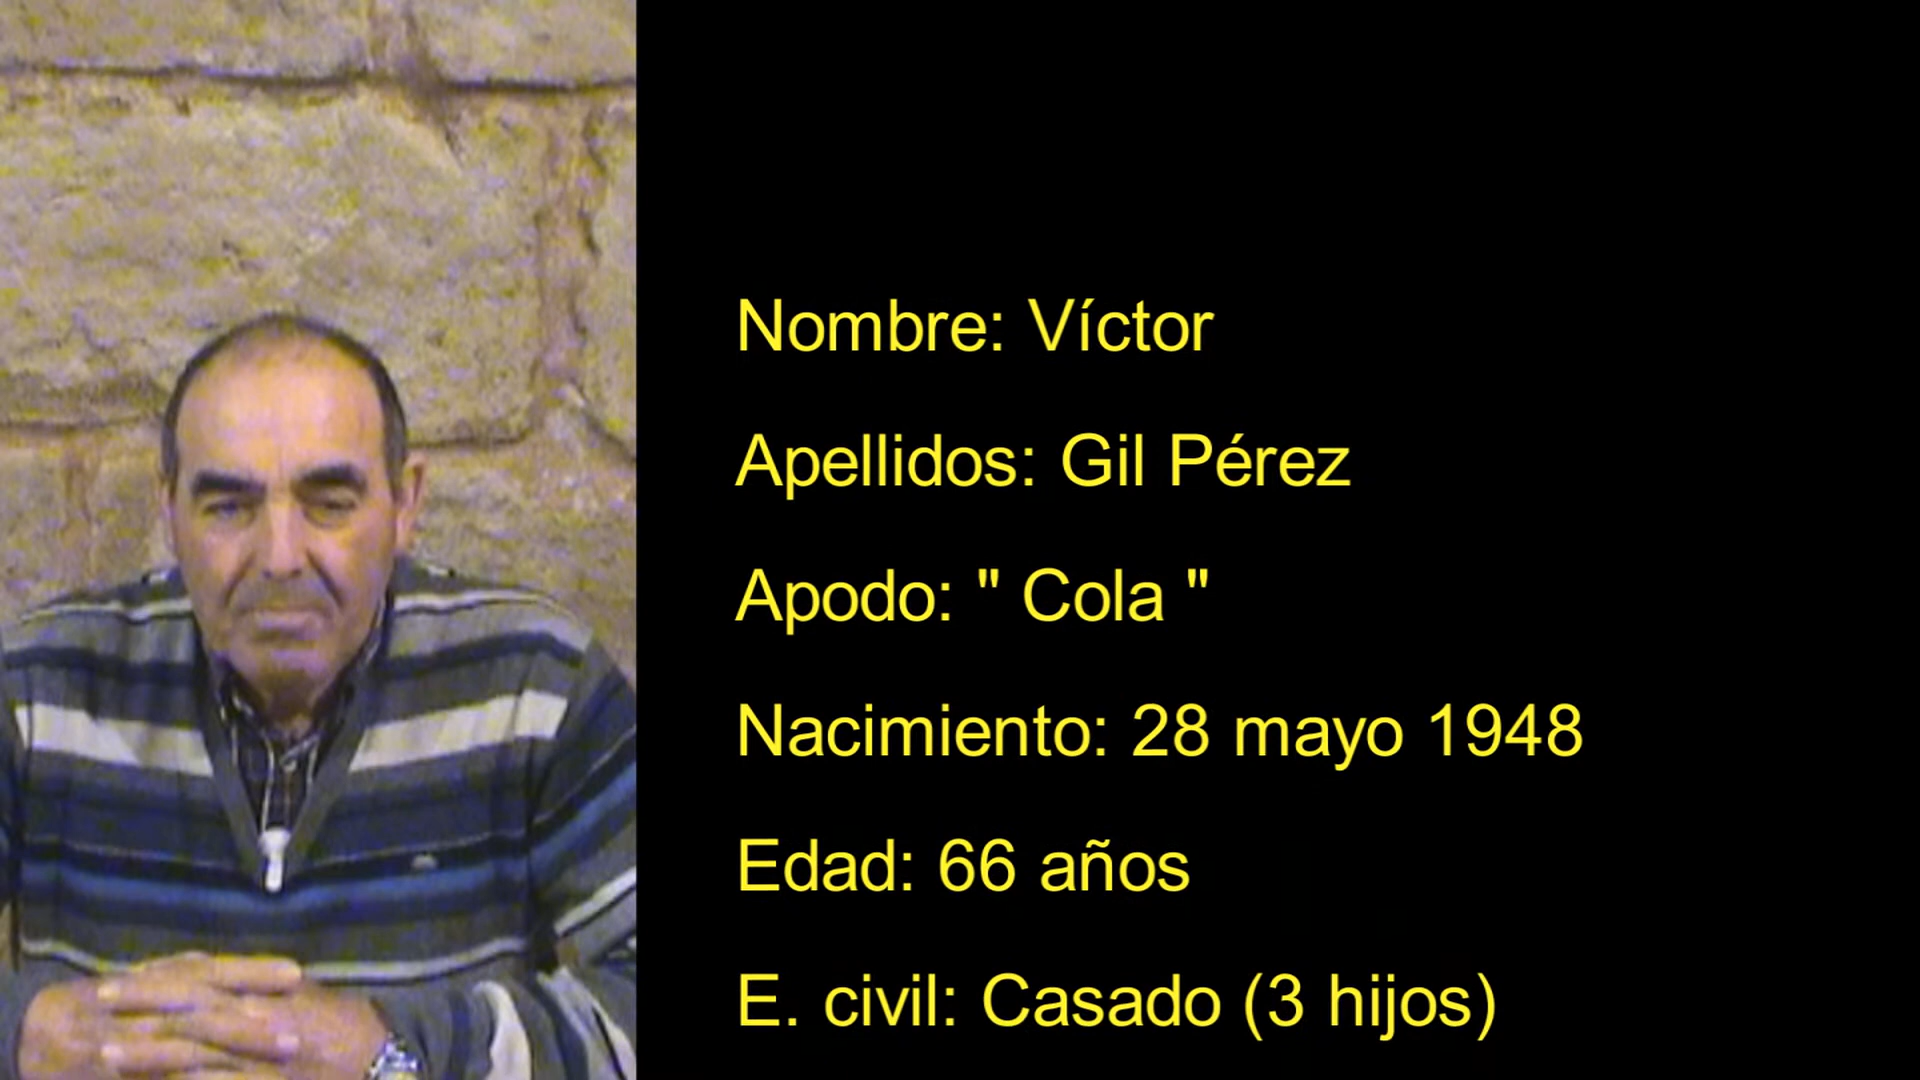 Nombre: Víctor
Apellidos: Gil Pérez
Apodo: " Cola "
Nacimiento: 28 mayo 1948
Edad: 66 años
E. civil: Casado (3 hijos)